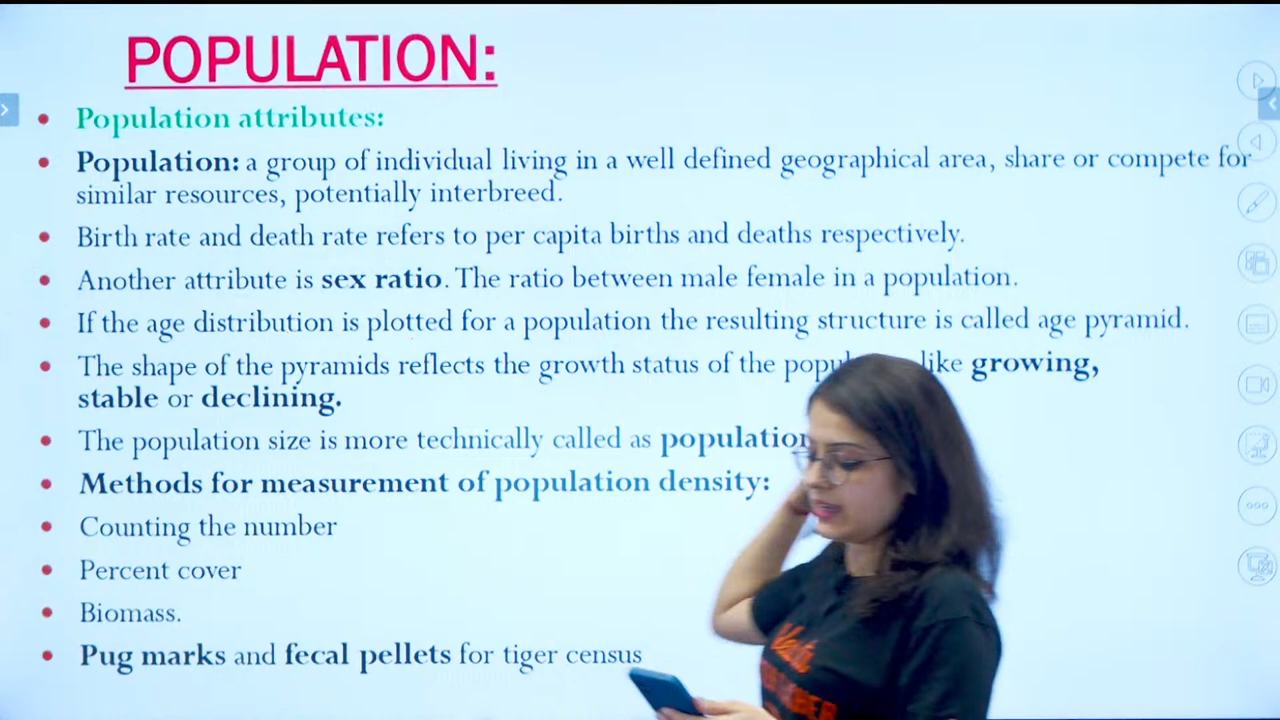 POPULATION:
Population attributes:
Population: a group of individual living in a well defined geographical area, share or compete for
similar resources, potentially interbreed.
Birth rate and death rate refers to per capita births and deaths respectively.
Another attribute is sex ratio. The ratio between male female in a population.
If the age distribution is plotted for a population the resulting structure is called age pyramid.
The shape of the pyramids reflects the growth status of the like growing,
stable or declining.
The population size is more technically called as population
Methods for measurement of population density:
Counting the number
Percent cover
Biomass.
Pug marks and fecal pellets for tiger census